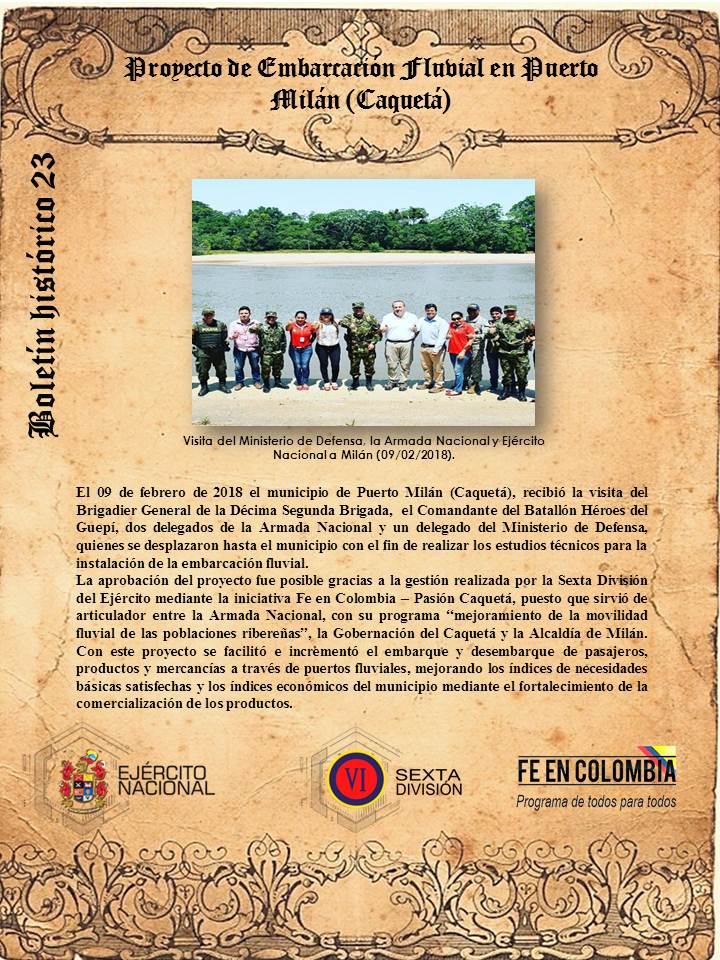 Proyecto de Embarcación Fluvial en Puerto
Milán (Caquetá)
Boletín histórico 23
Visita del Ministerio de Defensa, la Armada Nacional y Ejército
Nacional a Milán (09/02/2018).
El 09 de febrero de 2018 el municipio de Puerto Milán (Caquetá), recibió la visita del
Brigadier General de la Décima Segunda Brigada, el Comandante del Batallón Héroes del
Guepí, dos delegados de la Armada Nacional y un delegado del Ministerio de Defensa,
quienes se desplazaron hasta el municipio con el fin de realizar los estudios técnicos para la
instalación de la embarcación fluvial.
La aprobación del proyecto fue posible gracias a la gestión realizada por la Sexta División
del Ejército mediante la iniciativa Fe en Colombia – Pasión Caquetá, puesto que sirvió de
articulador entre la Armada Nacional, con su programa “mejoramiento de la movilidad
fluvial de las poblaciones ribereñas”, la Gobernación del Caquetá y la Alcaldía de Milán.
Con este proyecto se facilitó e incrementó el embarque y desembarque de pasajeros,
productos y mercancías a través de puertos fluviales, mejorando los índices de necesidades
básicas satisfechas y los índices económicos del municipio mediante el fortalecimiento de la
comercialización de los productos.
EJÉRCITO
NACIONAL
VI
SEXTA
DIVISIÓN
FE EN COLOMBIA
Programa de todos para todos